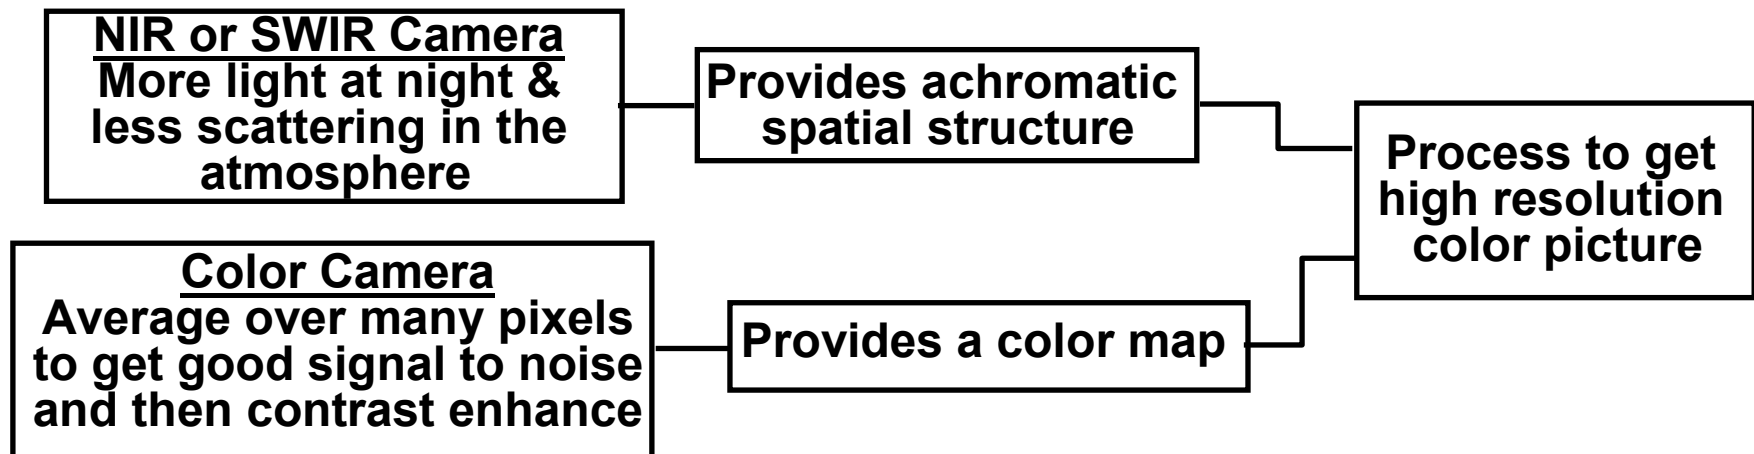 NIR or SWIR Camera
More light at night &
less scattering in the
atmosphere
Provides achromatic
spatial structure
Process to get
high resolution
color picture
Color Camera
Average over many pixels
to get good signal to noise
and then contrast enhance
Provides a color map